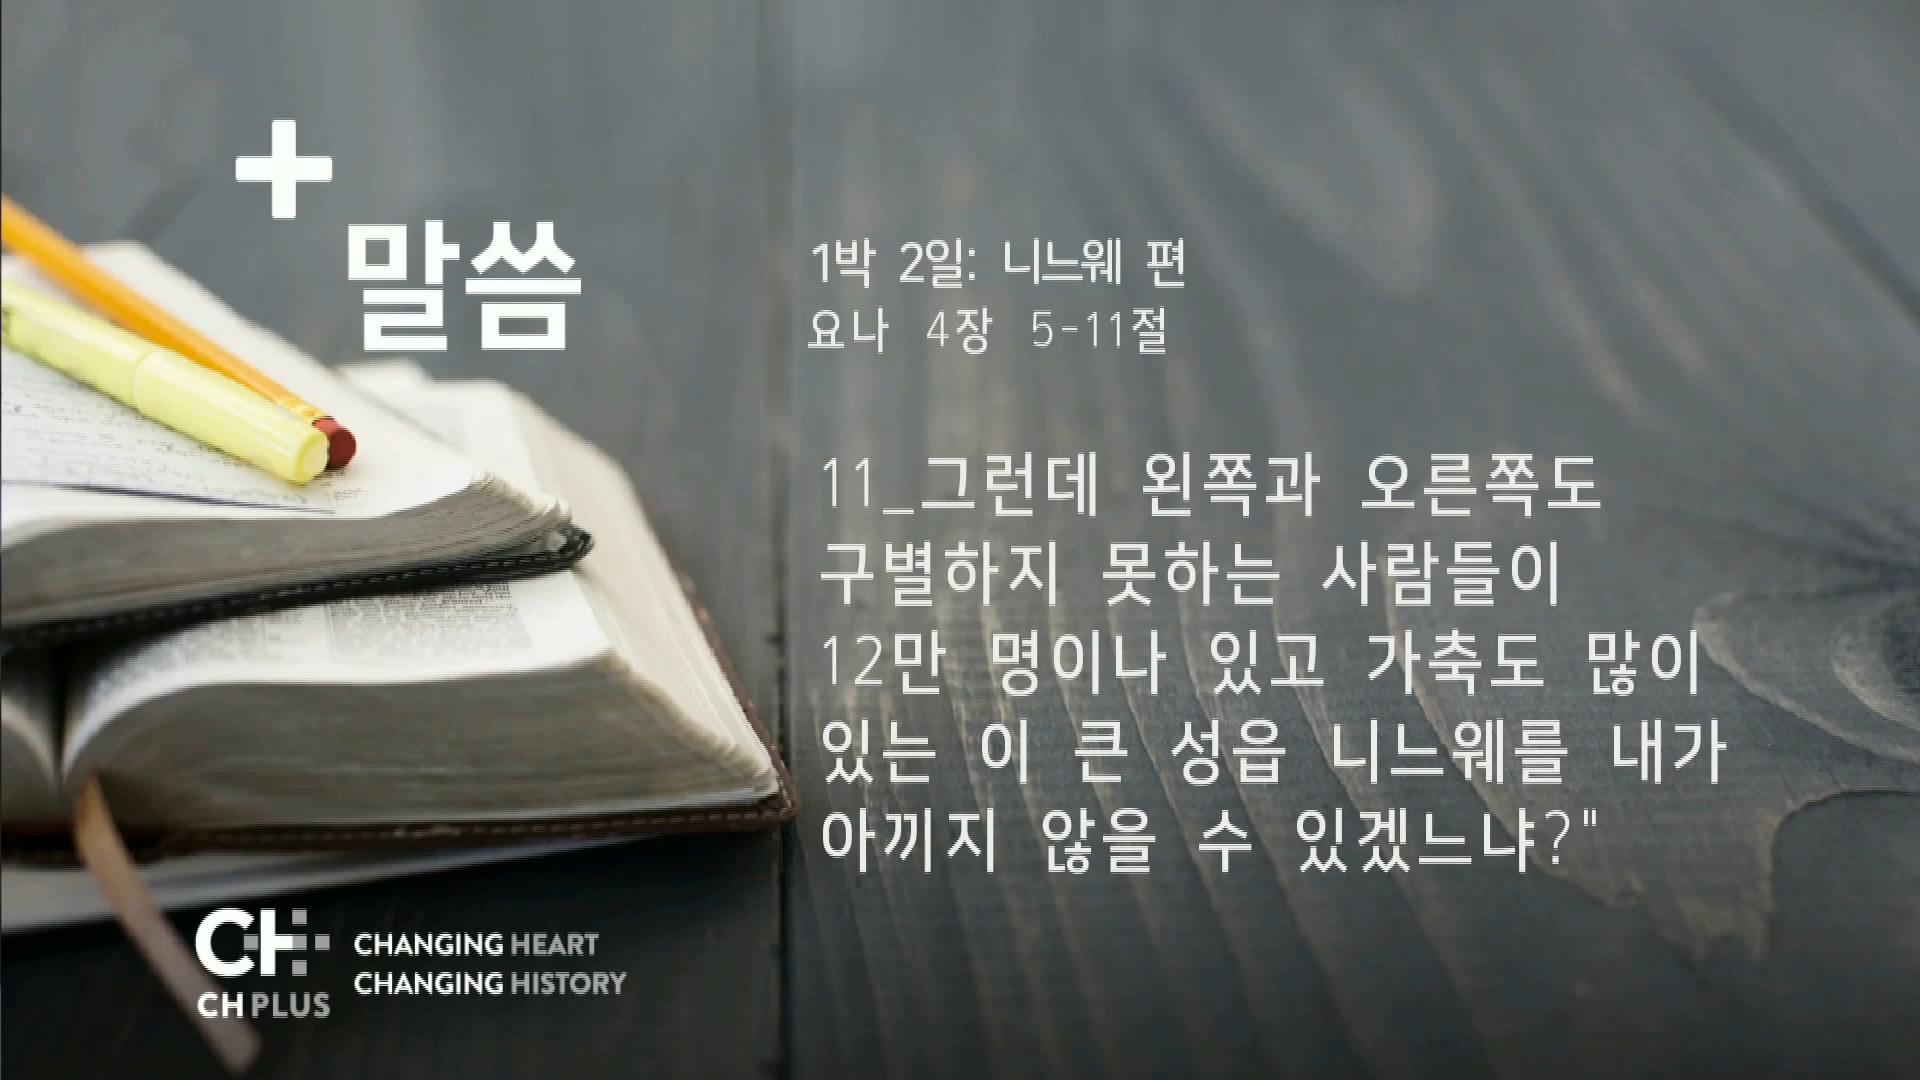 +
말씀
1박 2일: 니느웨 편
요나 4장 5-11절
11_그런데 왼쪽과 오른쪽도
구별하지 못하는 사람들이
12만 명이나 있고 가축도 많이
있는 이 큰 성읍 니느웨를 내가
아끼지 않을 수 있겠느냐?"
CH
CH PLUS
CHANGING HEART
CHANGING HISTORY